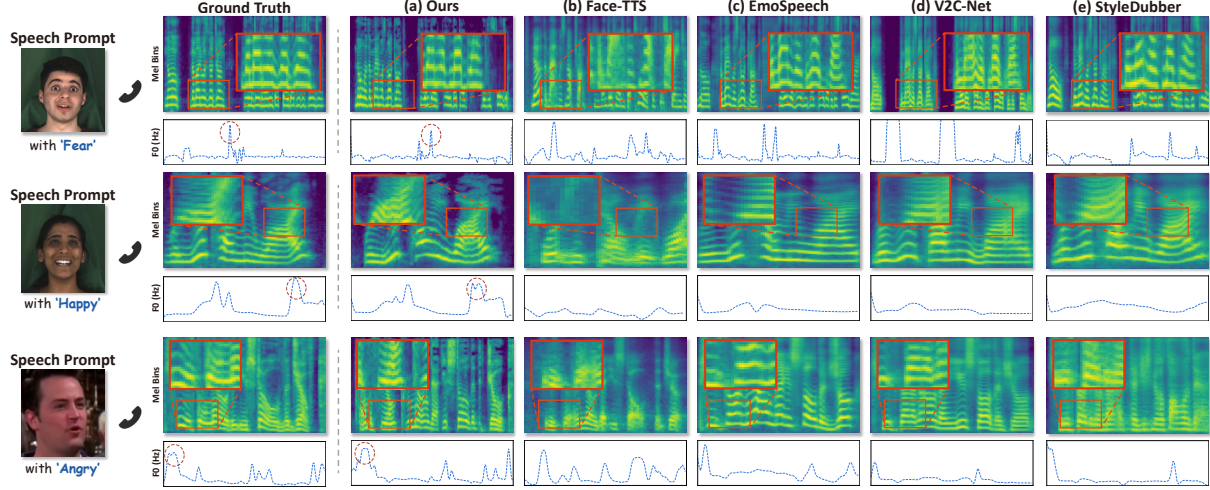 Ground Truth (a) Ours (b) Face-TTS (c) EmoSpeech (d) V2C-Net (e) StyleDubber
Speech Prompt
Mel Bins
F0 (Hz)
with 'Fear'
Speech Prompt
Mel Bins
F0 (Hz)
with 'Happy'
Speech Prompt
Mel Bins
F0 (Hz)
with 'Angry'